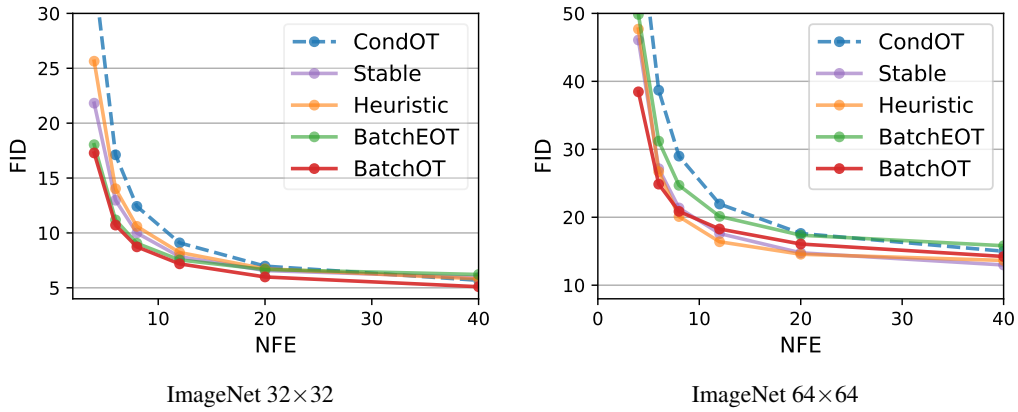 30
25
20
15
10
5
FID
10
20
30
40
NFE
CondOT
Stable
Heuristic
BatchEOT
BatchOT
ImageNet 32×32
50
40
30
20
10
FID
0
10
20
30
40
NFE
CondOT
Stable
Heuristic
BatchEOT
BatchOT
ImageNet 64×64